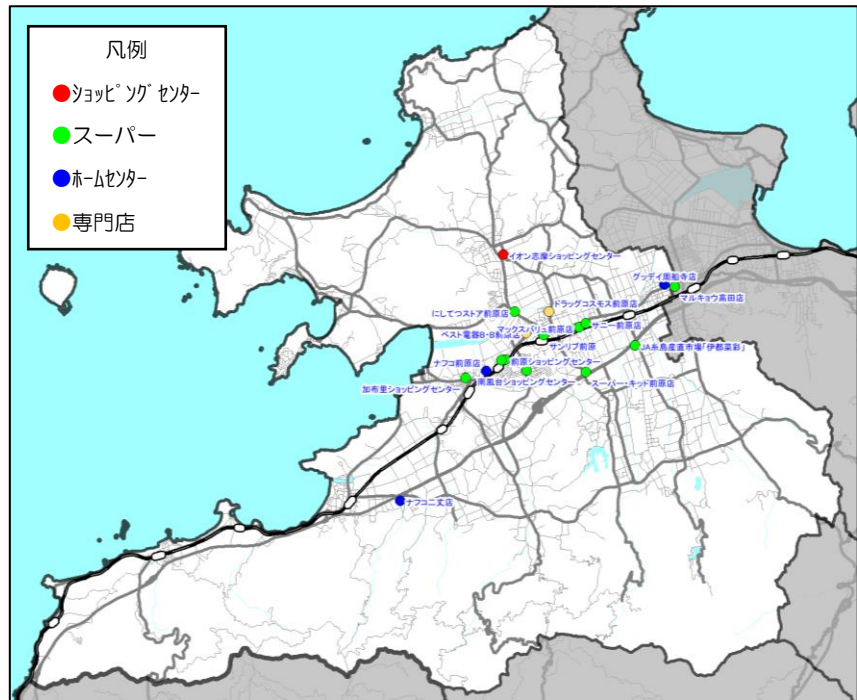 凡例
ｼｮｯﾋﾟﾝｸﾞｾﾝﾀｰ
スーパー
ﾎｰﾑｾﾝﾀｰ
専門店
イオン志摩ショッピングセンター
グッデイ周船寺店
マルキョウ高田店
ドラッグコスモス前原店
にしてつストア前原店
マックスバリュ前原店
サニー前原店
ベスト電器B・B前原店
サンリブ前原
JA糸島産直市場「伊都菜彩」
ナフコ前原店
前原ショッピングセンター
加布里ショッピングセンター
南風台ショッピングセンター
スーパー・キッド前原店
ナフコ二丈店